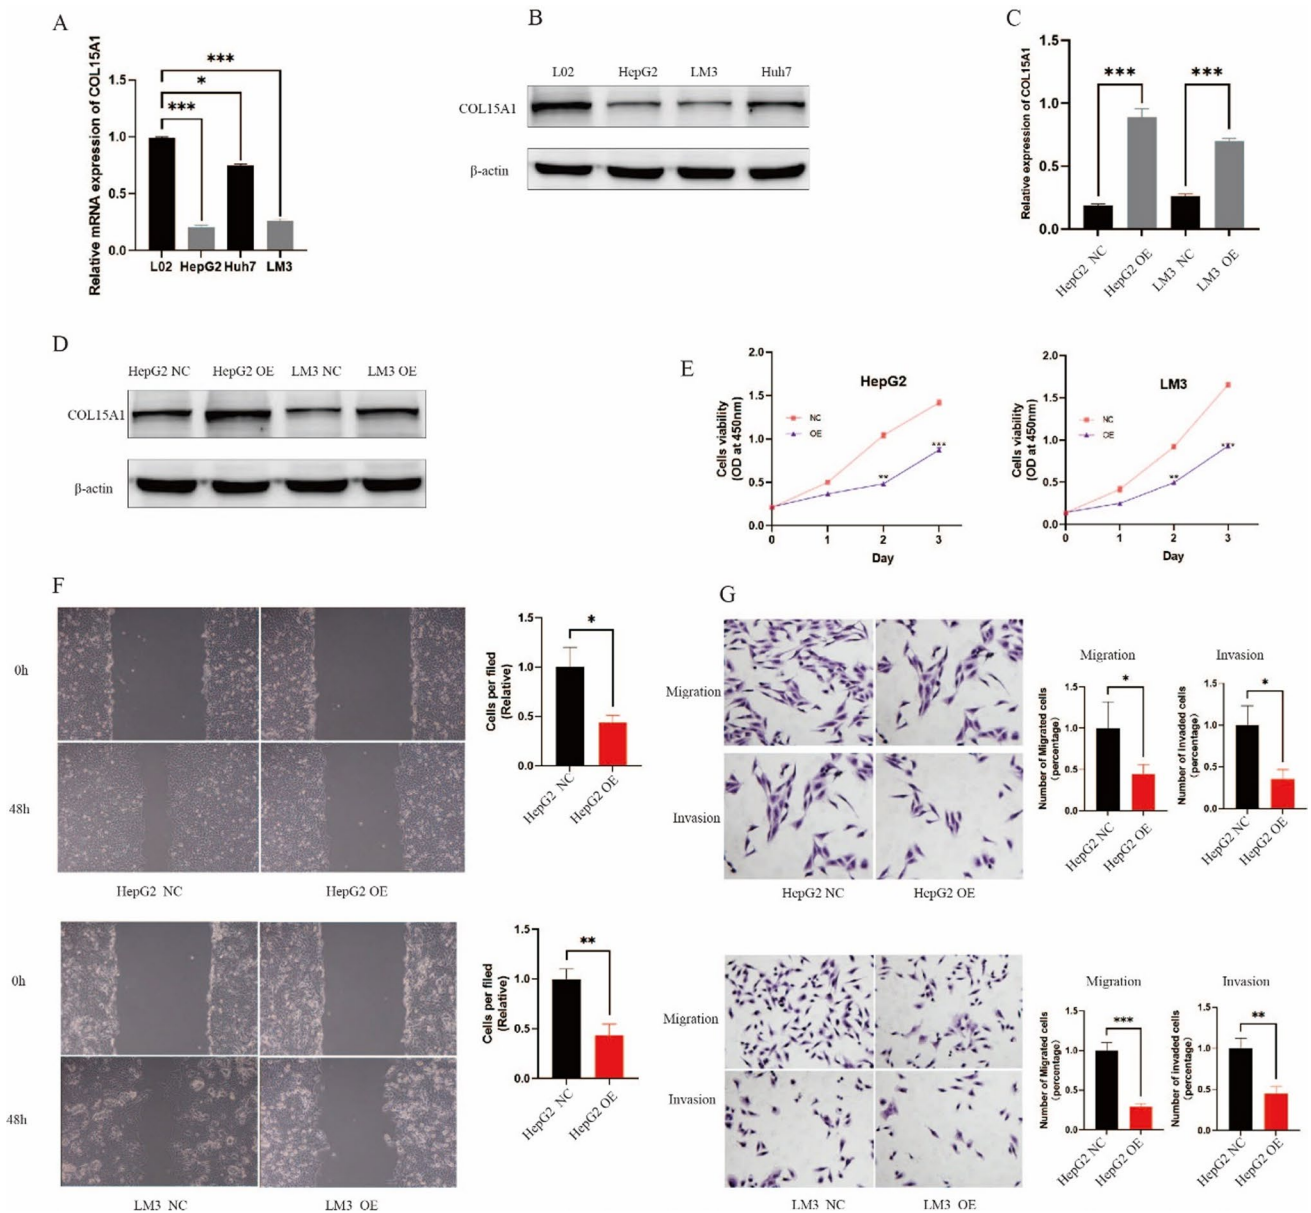 A
Relative mRNA expression of COL15A1
1.5
1.0
0.5
0.0
***
*
***
L02 HepG2 Huh7 LM3
B
L02 HepG2 LM3 Huh7
COL15A1
β-actin
C
Relative expression of COL15A1
1.5
1.0
0.5
0.0
*** ***
HepG2 NC
HepG2 OE
LM3 NC
LM3 OE
D
HepG2 NC HepG2 OE LM3 NC LM3 OE
COL15A1
β-actin
E
HepG2
Cells viability
(OD at 450nm)
2.0
1.5
1.0
0.5
0.0
NC
OE
**
***
0 1 2 3
Day
LM3
Cells viability
(OD at 450nm)
2.0
1.5
1.0
0.5
0.0
NC
OE
**
***
0 1 2 3
Day
F
0h
48h
HepG2 NC HepG2 OE
Cells per filed
(Relative)
1.5
1.0
0.5
0.0
*
HepG2 NC
HepG2 OE
0h
48h
LM3 NC LM3 OE
Cells per filed
(Relative)
1.5
1.0
0.5
0.0
**
HepG2 NC
HepG2 OE
G
Migration
Invasion
HepG2 NC HepG2 OE
Migration
Number of Migrated cells
(percentage)
1.5
1.0
0.5
0.0
*
HepG2 NC
HepG2 OE
Invasion
Number of Invaded cells
(percentage)
1.5
1.0
0.5
0.0
*
HepG2 NC
HepG2 OE
Migration
Invasion
LM3 NC LM3 OE
Migration
Number of Migrated cells
(percentage)
1.5
1.0
0.5
0.0
***
HepG2 NC
HepG2 OE
Invasion
Number of Invaded cells
(percentage)
1.5
1.0
0.5
0.0
**
HepG2 NC
HepG2 OE